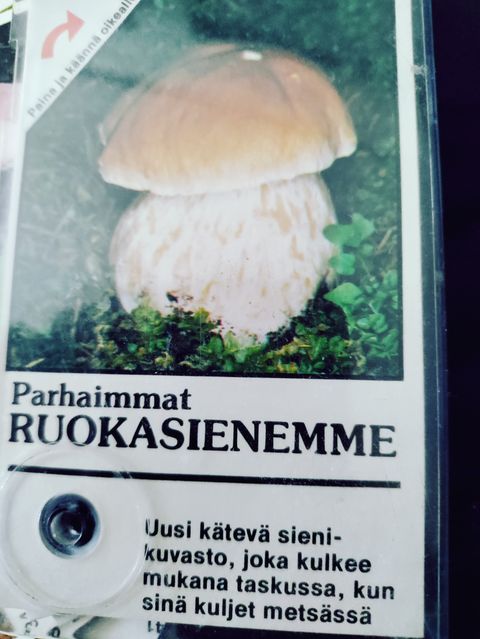 Paina ja käännä oikealle
Parhaimmat
RUOKASIENEMME
Uusi kätevä sieni-
kuvasto, joka kulkee
mukana taskussa, kun
sinä kuljet metsässä